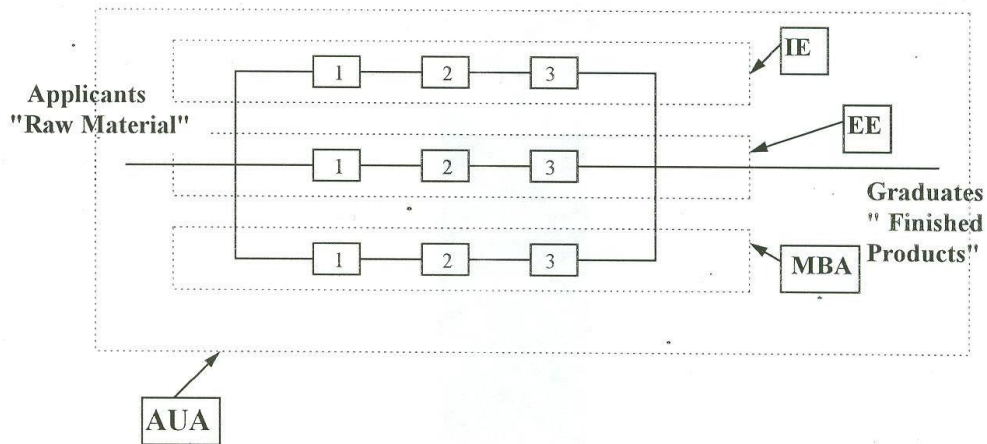 IE
1 2 3
Applicants
"Raw Material"
EE
1 2 3
Graduates
" Finished
Products"
1 2 3
MBA
AUA